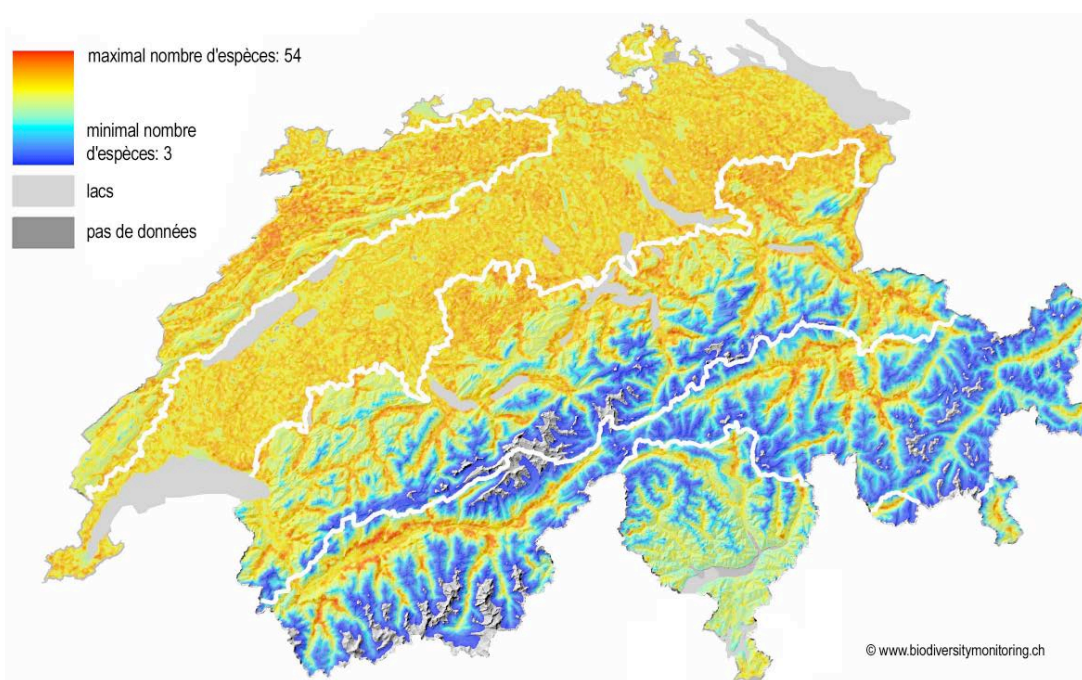 maximal nombre d'espèces: 54
minimal nombre
d'espèces: 3
lacs
pas de données
© www.biodiversitymonitoring.ch